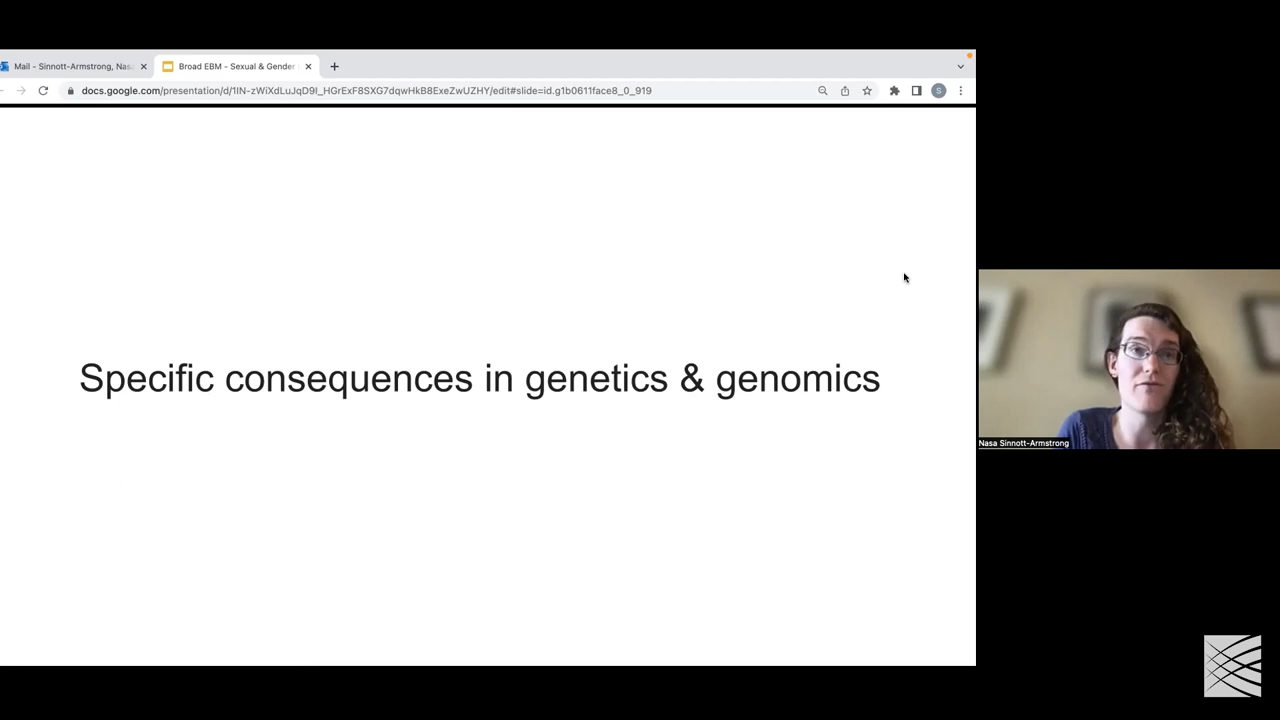 Mail - Sinnott-Armstrong, Nas
Broad EBM - Sexual & Gender
docs.google.com/presentation/d/1IN-zWiXdLuJqD9I_HGrExF8SXG7dqwHkB8ExeZwUZHY/edit#slide=id.g1b0611face8_0_919
S
Specific consequences in genetics & genomics
Nasa Sinnott-Armstrong